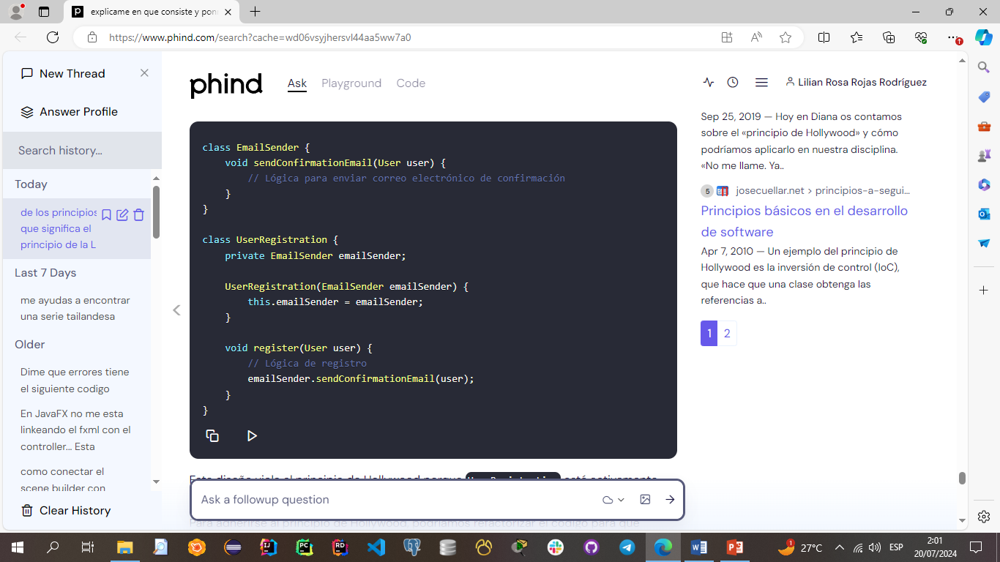 explicame en que consiste y pon
https://www.phind.com/search?cache=wd06vsyjhersvl44aa5ww7a0
New Thread
Answer Profile
Search history...
Today
de los principios
que significa el
principio de la L
Last 7 Days
me ayudas a encontrar
una serie tailandesa
Older
Dime que errores tiene
el siguiente codigo
En JavaFX no me esta
linkeando el fxml con el
controller... Esta
como conectar el
scene builder con
Clear History
phind
Ask Playground Code
Lilian Rosa Rojas Rodríguez
class EmailSender {
void sendConfirmationEmail(User user) {
// Lógica para enviar correo electrónico de confirmación
}
}
class UserRegistration {
private EmailSender emailSender;
UserRegistration(EmailSender emailSender) {
this.emailSender = emailSender;
}
void register(User user) {
// Lógica de registro
emailSender.sendConfirmationEmail(user);
}
}
Este diseño viola el principio de Hollywood porque UserRegistration está activamente
Ask a followup question
Para adherirse al principio de Hollywood, podríamos refactorizar el código para que
Sep 25, 2019 — Hoy en Diana os contamos
sobre el «principio de Hollywood» y cómo
podríamos aplicarlo en nuestra disciplina.
«No me llame. Ya..
5 josecuellar.net › principios-a-segui...
Principios básicos en el desarrollo
de software
Apr 7, 2010 — Un ejemplo del principio de
Hollywood es la inversión de control (IoC),
que hace que una clase obtenga las
referencias a..
1 2
27°C
ESP
2:01
20/07/2024